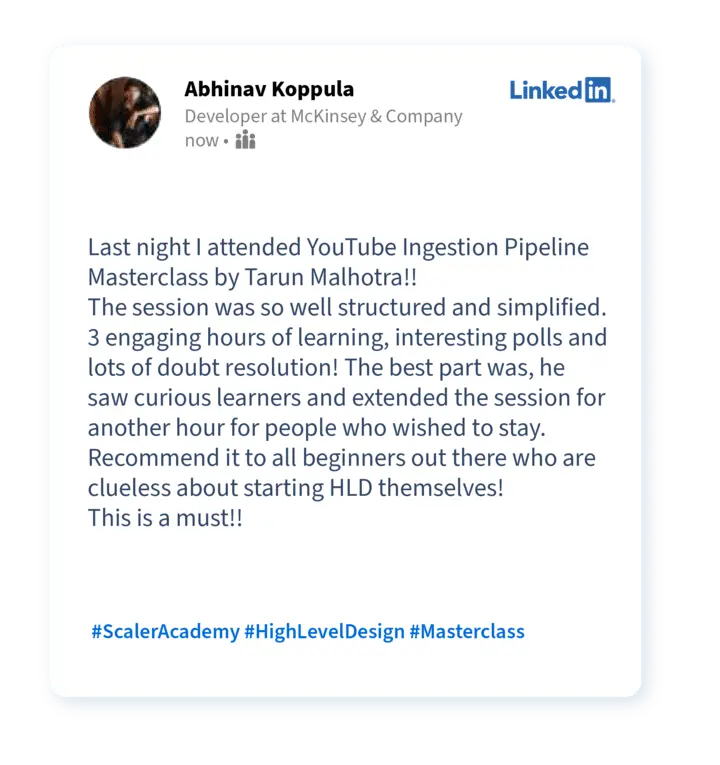 Abhinav Koppula
LinkedIn
Developer at McKinsey & Company
now •
Last night I attended YouTube Ingestion Pipeline
Masterclass by Tarun Malhotra!!
The session was so well structured and simplified.
3 engaging hours of learning, interesting polls and
lots of doubt resolution! The best part was, he
saw curious learners and extended the session for
another hour for people who wished to stay.
Recommend it to all beginners out there who are
clueless about starting HLD themselves!
This is a must!!
#ScalerAcademy #HighLevelDesign #Masterclass